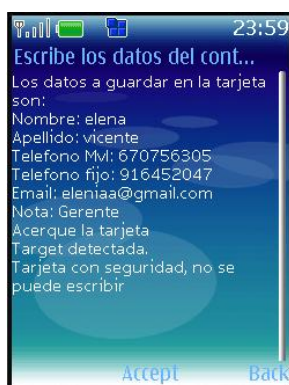 23:59
Escribe los datos del cont...
Los datos a guardar en la tarjeta
son:
Nombre: elena
Apellido: vicente
Telefono Mvl: 670756305
Telefono fijo: 916452047
Email: eleniaa@gmail.com
Nota: Gerente
Acerque la tarjeta
Target detectada.
Tarjeta con seguridad, no se
puede escribir
Accept Back